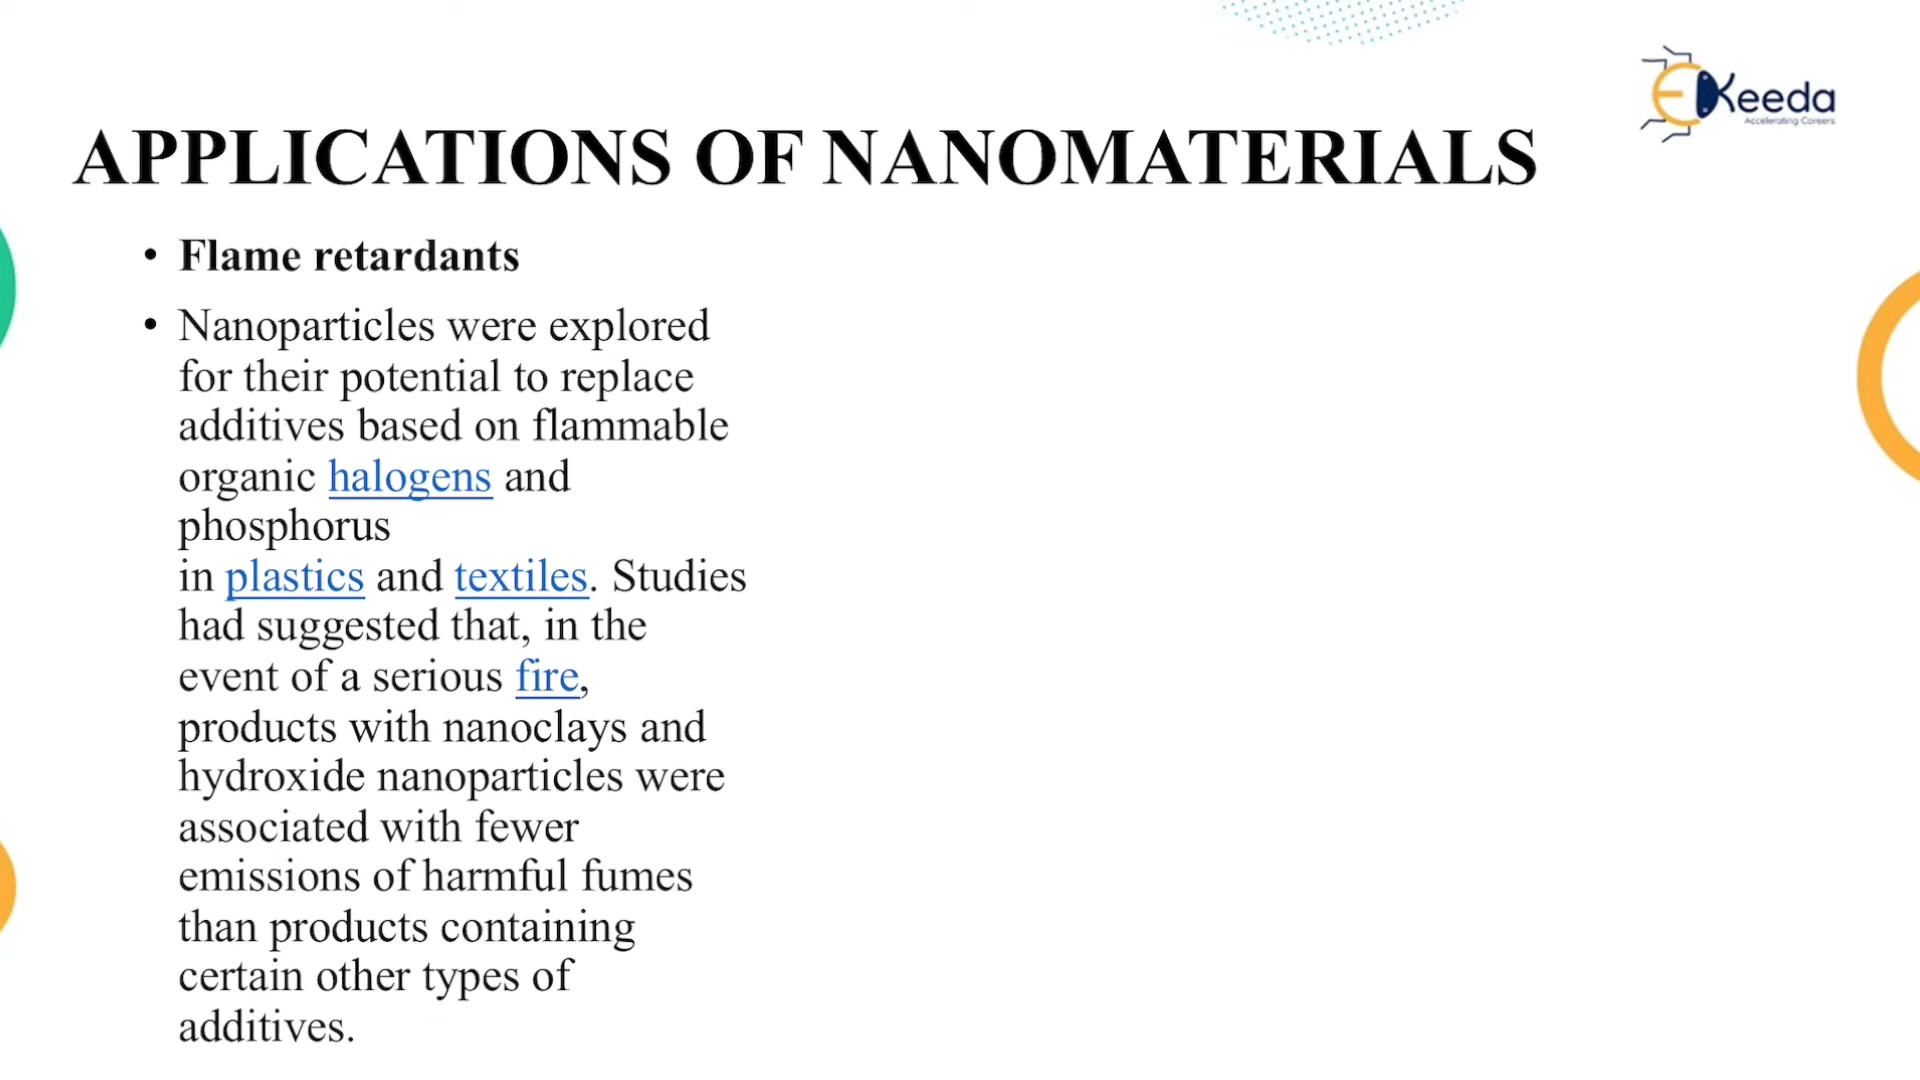 Keeda
Accelerating Careers
APPLICATIONS OF NANOMATERIALS
• Flame retardants
• Nanoparticles were explored
for their potential to replace
additives based on flammable
organic halogens and
phosphorus
in plastics and textiles. Studies
had suggested that, in the
event of a serious fire,
products with nanoclays and
hydroxide nanoparticles were
associated with fewer
emissions of harmful fumes
than products containing
certain other types of
additives.